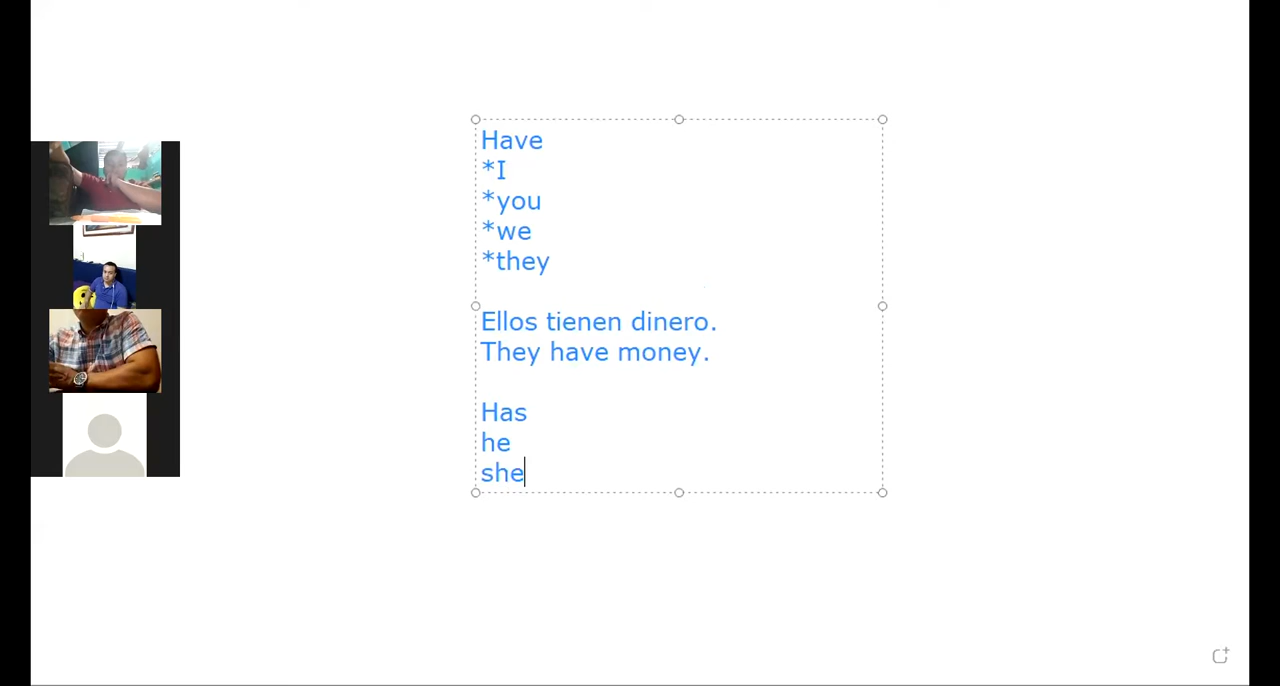 Have
*I
*you
*we
*they
Ellos tienen dinero.
They have money.
Has
he
she